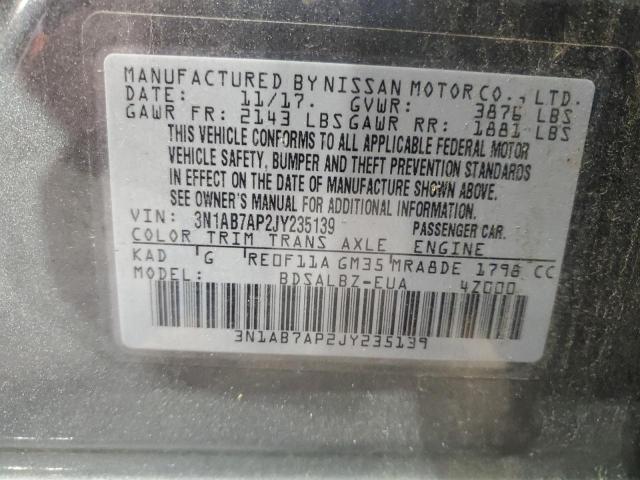 MANUFACTURED BY NISSAN MOTOR CO., LTD.
DATE: 11/17. GVWR: 3876 LBS
GAWR FR: 2143 LBS GAWR RR: 1881 LBS
THIS VEHICLE CONFORMS TO ALL APPLICABLE FEDERAL MOTOR
VEHICLE SAFETY, BUMPER AND THEFT PREVENTION STANDARDS
IN EFFECT ON THE DATE OF MANUFACTURE SHOWN ABOVE.
SEE OWNER'S MANUAL FOR ADDITIONAL INFORMATION.
VIN: 3N1AB7AP2JY235139 PASSENGER CAR.
COLOR TRIM TRANS AXLE ENGINE
KAD G RE0F11A GM35 MRA8DE 1798 CC
BDSALBZ-EUA 4Z000
3N1AB7AP2JY235139